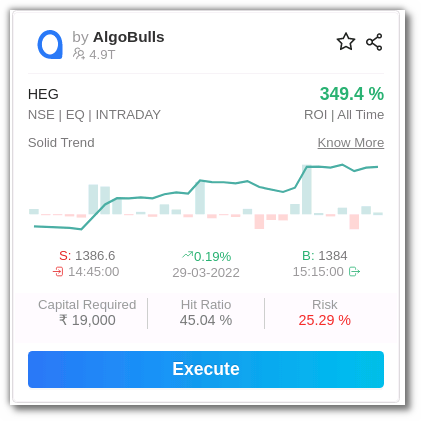 by AlgoBulls
4.9T
HEG
349.4 %
NSE | EQ | INTRADAY
ROI | All Time
Solid Trend
Know More
S: 1386.6
0.19%
B: 1384
14:45:00
29-03-2022
15:15:00
Capital Required
Hit Ratio
Risk
₹ 19,000
45.04 %
25.29 %
Execute